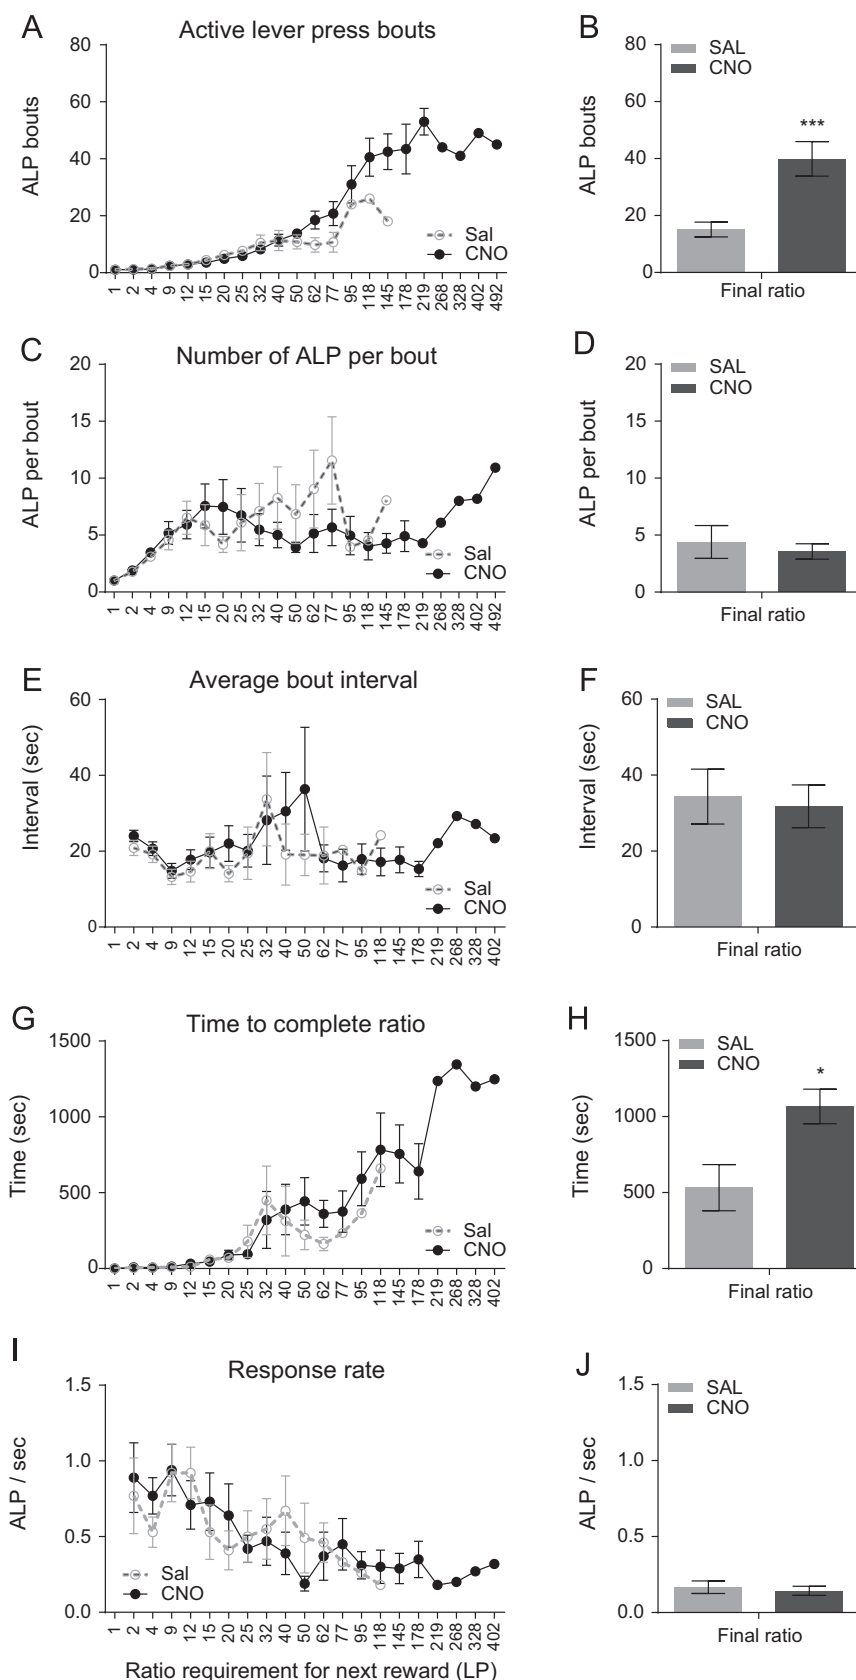 A
Active lever press bouts
80
60
40
20
0
ALP bouts
Sal
CNO
1 2 4 9 12 15 20 25 32 40 50 62 77 95 118 145 178 219 268 328 402 492
B
80
60
40
20
0
ALP bouts
SAL
CNO
***
Final ratio
C
Number of ALP per bout
20
15
10
5
0
ALP per bout
Sal
CNO
1 2 4 9 12 15 20 25 32 40 50 62 77 95 118 145 178 219 268 328 402 492
D
20
15
10
5
0
ALP per bout
SAL
CNO
Final ratio
E
Average bout interval
60
40
20
0
Interval (sec)
Sal
CNO
1 2 4 9 12 15 20 25 32 40 50 62 77 95 118 145 178 219 268 328 402
F
60
40
20
0
Interval (sec)
SAL
CNO
Final ratio
G
Time to complete ratio
1500
1000
500
0
Time (sec)
Sal
CNO
1 2 4 9 12 15 20 25 32 40 50 62 77 95 118 145 178 219 268 328 402
H
1500
1000
500
0
Time (sec)
SAL
CNO
*
Final ratio
I
Response rate
1.5
1.0
0.5
0.0
ALP / sec
Sal
CNO
1 2 4 9 12 15 20 25 32 40 50 62 77 95 118 145 178 219 268 328 402
Ratio requirement for next reward (LP)
J
1.5
1.0
0.5
0.0
ALP / sec
SAL
CNO
Final ratio